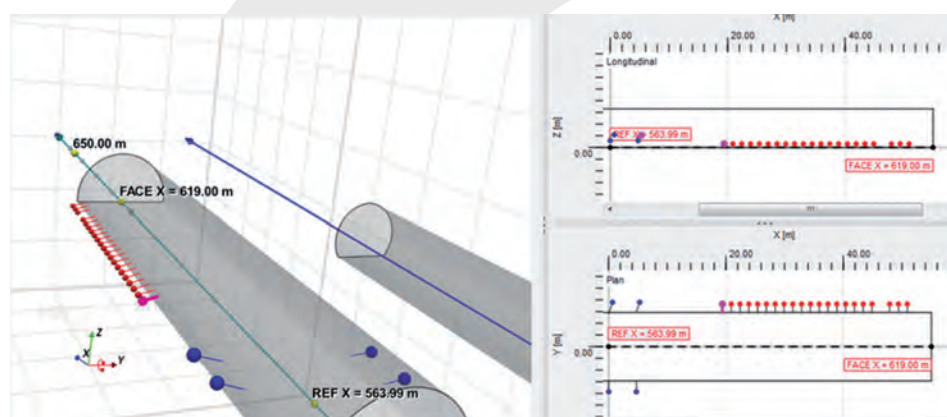 650.00 m
FACE X = 619.00 m
REF X = 563.99 m
Z
X
Y
X [m]
0.00
20.00
40.00
Longitudinal
Z [m]
REF X = 563.99 m
0.00
FACE X = 619.00 m
X [m]
0.00
20.00
40.00
Plan
Y [m]
REF X = 563.99 m
0.00
FACE X = 619.00 m